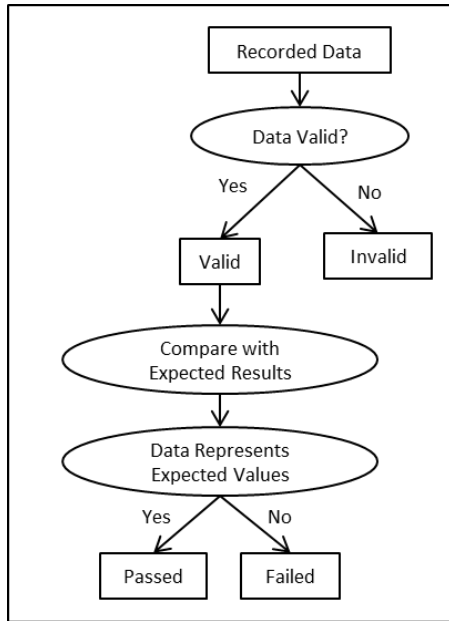 Recorded Data
Data Valid?
Yes
No
Valid
Invalid
Compare with
Expected Results
Data Represents
Expected Values
Yes
No
Passed
Failed